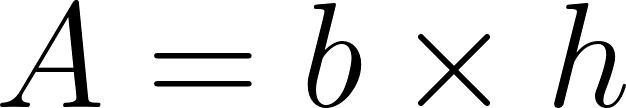 A = b × h